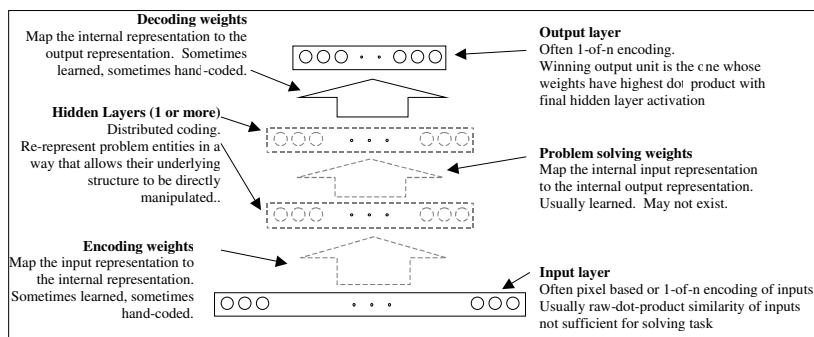 Decoding weights
Map the internal representation to the
output representation. Sometimes
learned, sometimes hand-coded.
Output layer
Often 1-of-n encoding.
Winning output unit is the one whose
weights have highest dot product with
final hidden layer activation
Hidden Layers (1 or more)
Distributed coding.
Re-represent problem entities in a
way that allows their underlying
structure to be directly
manipulated..
Problem solving weights
Map the internal input representation
to the internal output representation.
Usually learned. May not exist.
Encoding weights
Map the input representation to
the internal representation.
Sometimes learned, sometimes
hand-coded.
Input layer
Often pixel based or 1-of-n encoding of inputs
Usually raw-dot-product similarity of inputs
not sufficient for solving task